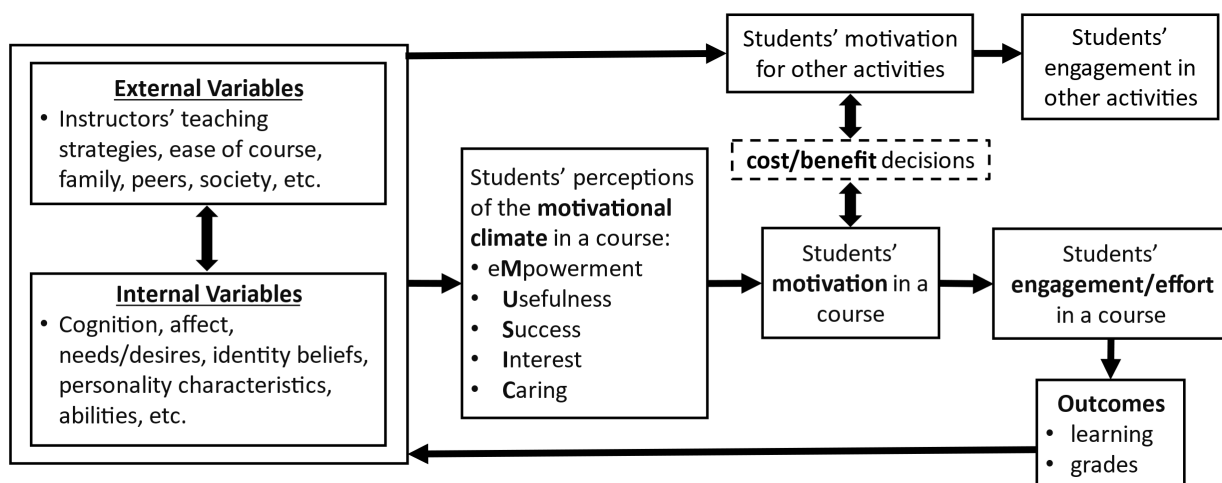 External Variables
• Instructors’ teaching
strategies, ease of course,
family, peers, society, etc.
Internal Variables
• Cognition, affect,
needs/desires, identity beliefs,
personality characteristics,
abilities, etc.
Students’ perceptions
of the motivational
climate in a course:
• eMpowerment
• Usefulness
• Success
• Interest
• Caring
Students’ motivation
for other activities
Students’
engagement in
other activities
cost/benefit decisions
Students’
motivation in a
course
Students’
engagement/effort
in a course
Outcomes
• learning
• grades